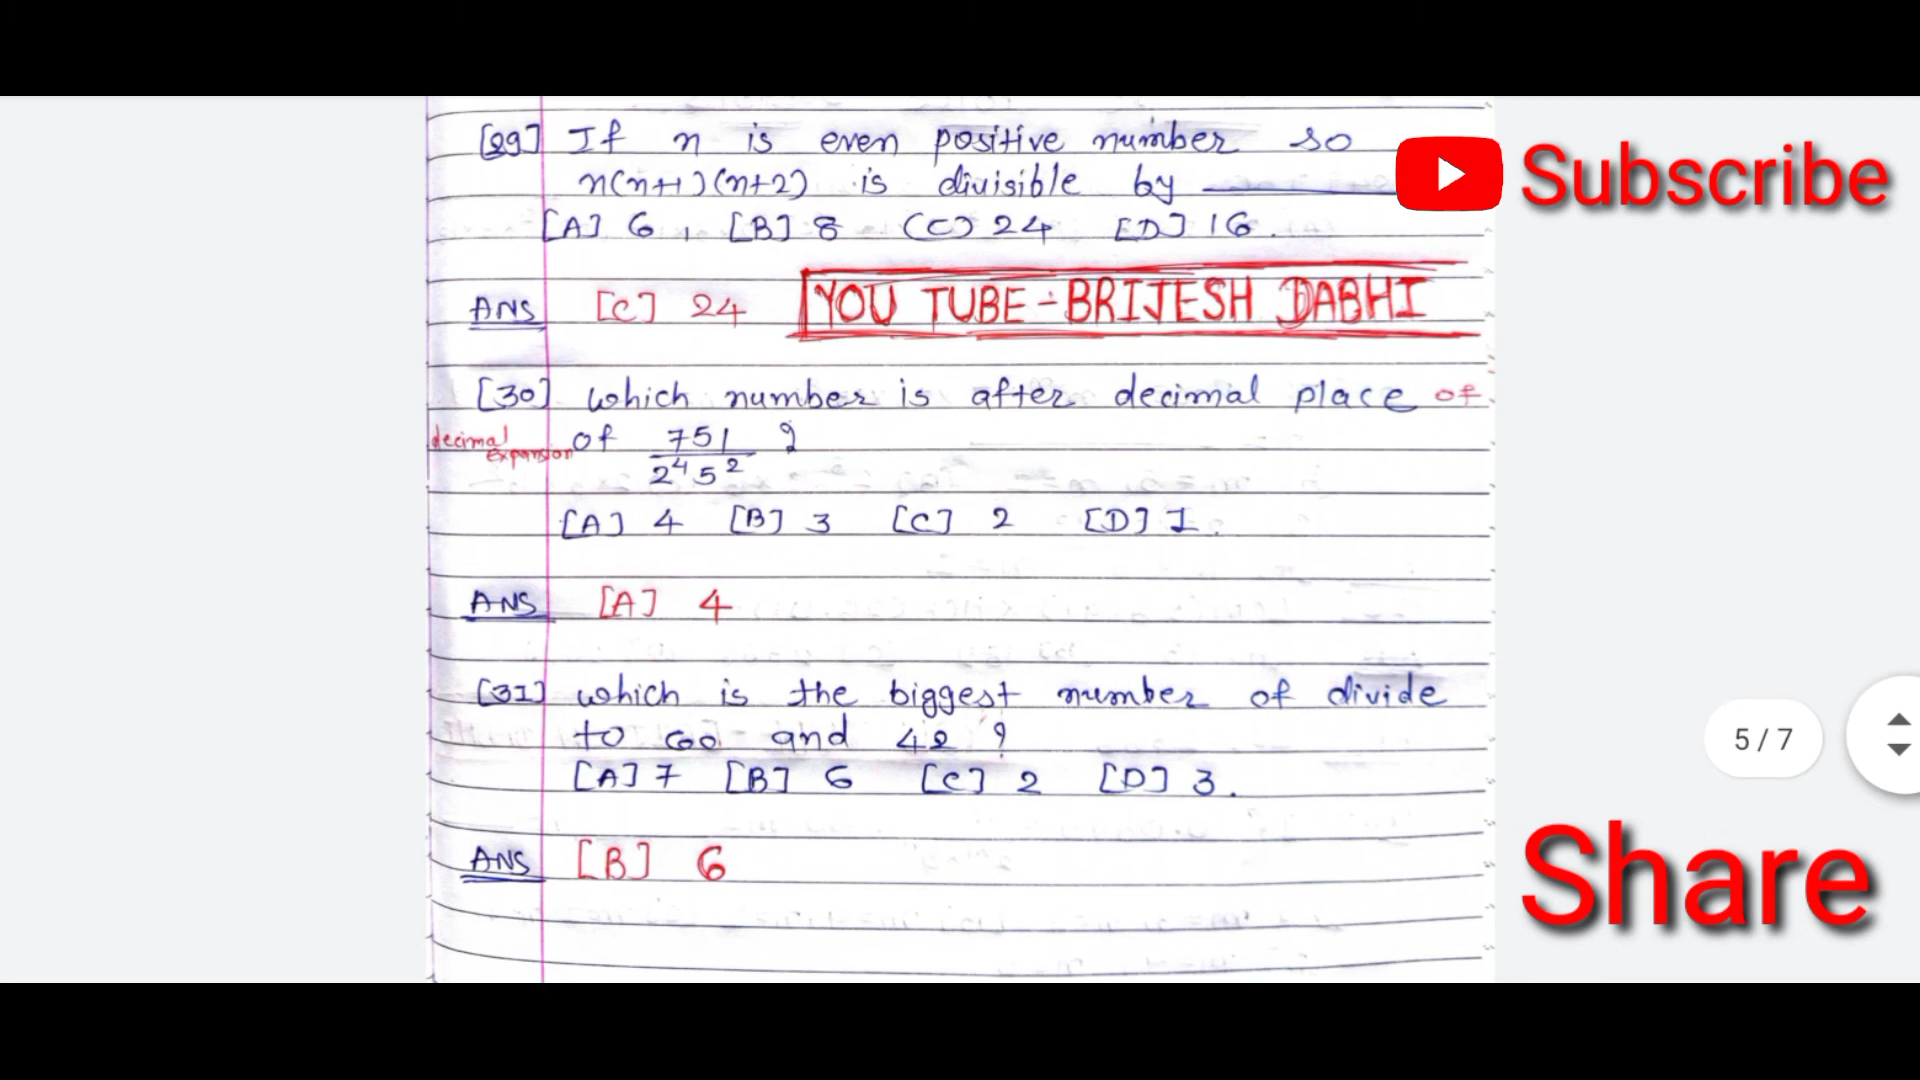 [29] If n is even positive number so
n(n+1)(n+2) is divisible by ______
[A] 6, [B] 8 (C) 24 [D] 16.
Subscribe
ANS [C] 24
YOU TUBE - BRIJESH DABHI
[30] which number is after decimal place of
decimal expansion of 751/2⁴5² ?
[A] 4 [B] 3 [C] 2 [D] 1.
ANS [A] 4
[31] which is the biggest number of divide
to 60 and 42 ?
[A] 7 [B] 6 [C] 2 [D] 3.
5 / 7
ANS [B] 6
Share